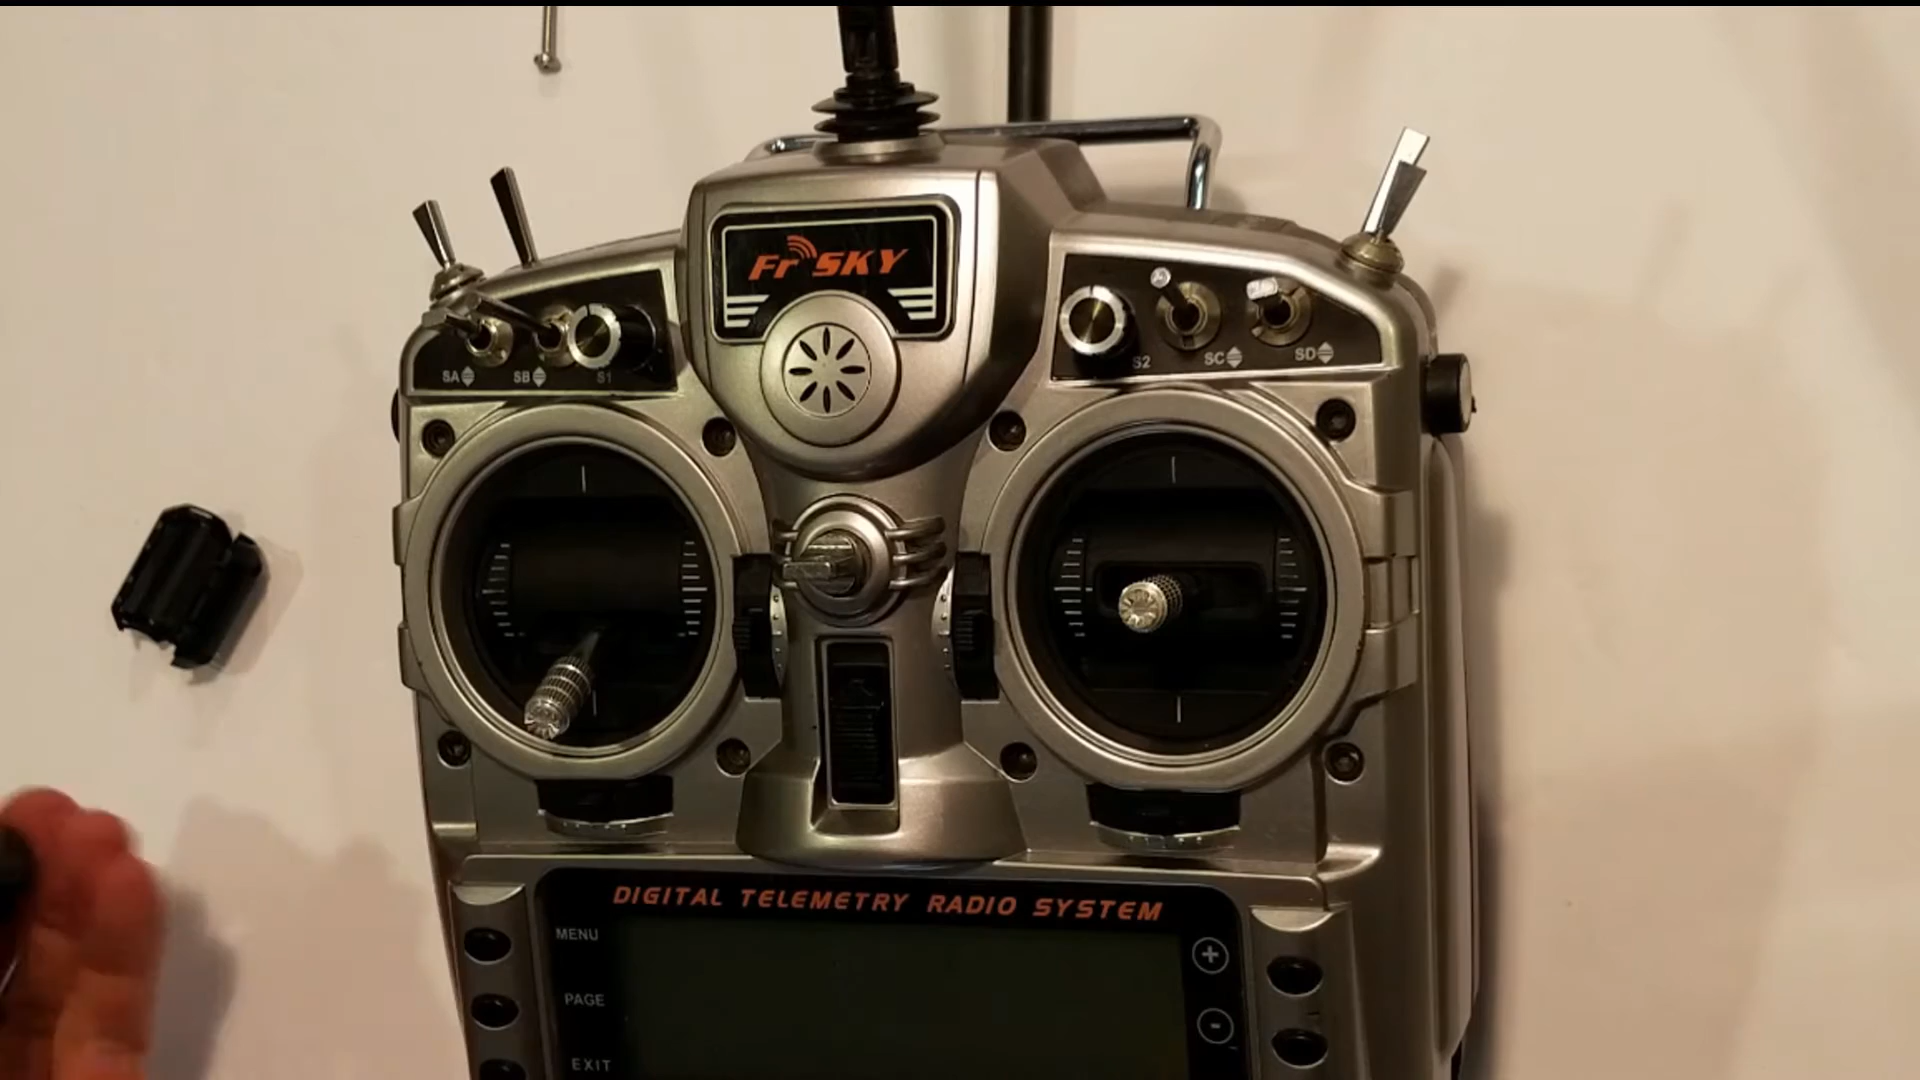 FrSKY
SA SB S1
S2 SC SD
DIGITAL TELEMETRY RADIO SYSTEM
MENU
+
PAGE
-
EXIT